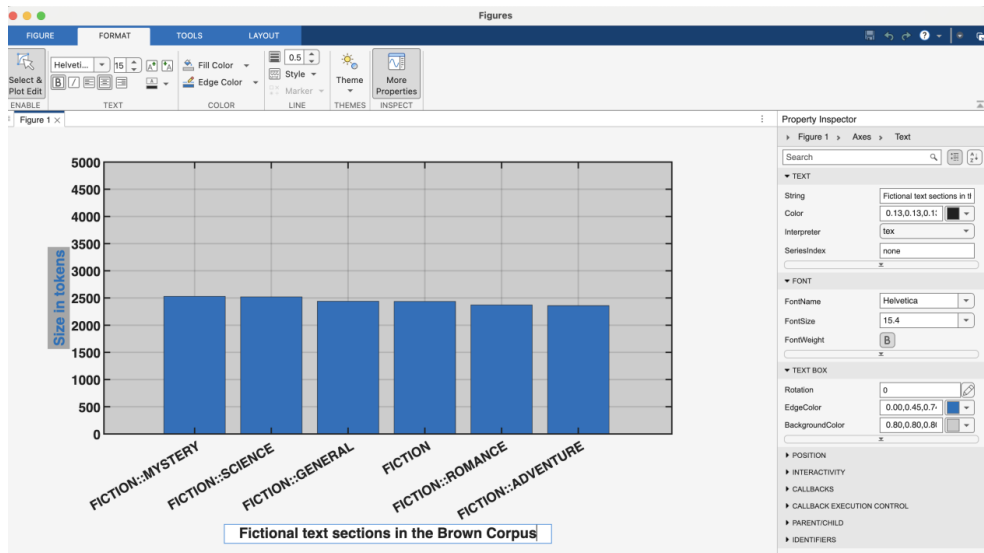 Figures
FIGURE FORMAT TOOLS LAYOUT
Select & Plot Edit
ENABLE
Helveti... 15
B I
TEXT
Fill Color
Edge Color
COLOR
0.5
Style
Marker
LINE
Theme
THEMES
More Properties
INSPECT
Figure 1 ×
5000
4500
4000
3500
3000
2500
2000
1500
1000
500
0
Size in tokens
FICTION::MYSTERY
FICTION::SCIENCE
FICTION::GENERAL
FICTION
FICTION::ROMANCE
FICTION::ADVENTURE
Fictional text sections in the Brown Corpus
Property Inspector
Figure 1 Axes Text
Search
TEXT
String Fictional text sections in tl
Color 0.13,0.13,0.1:
Interpreter tex
SeriesIndex none
FONT
FontName Helvetica
FontSize 15.4
FontWeight B
TEXT BOX
Rotation 0
EdgeColor 0.00,0.45,0.7
BackgroundColor 0.80,0.80,0.8
POSITION
INTERACTIVITY
CALLBACKS
CALLBACK EXECUTION CONTROL
PARENT/CHILD
IDENTIFIERS